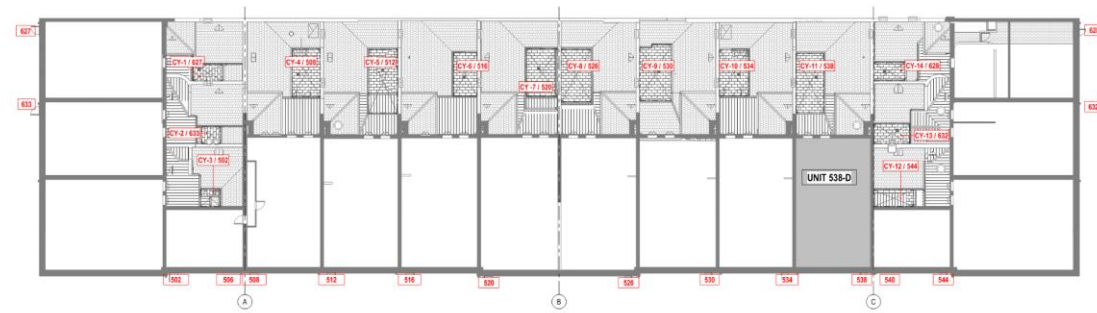 627
628
CY-1 / 627
CY-4 / 508
CY-5 / 512
CY-6 / 516
CY -7 / 520
CY-8 / 526
CY-9 / 530
CY-10 / 534
CY-11 / 538
CY-14 / 628
633
632
CY-2 / 633
CY-13 / 632
CY-3 / 502
CY-12 / 544
UNIT 538-D
502
506
508
512
516
520
526
530
534
538
540
544
A
B
C